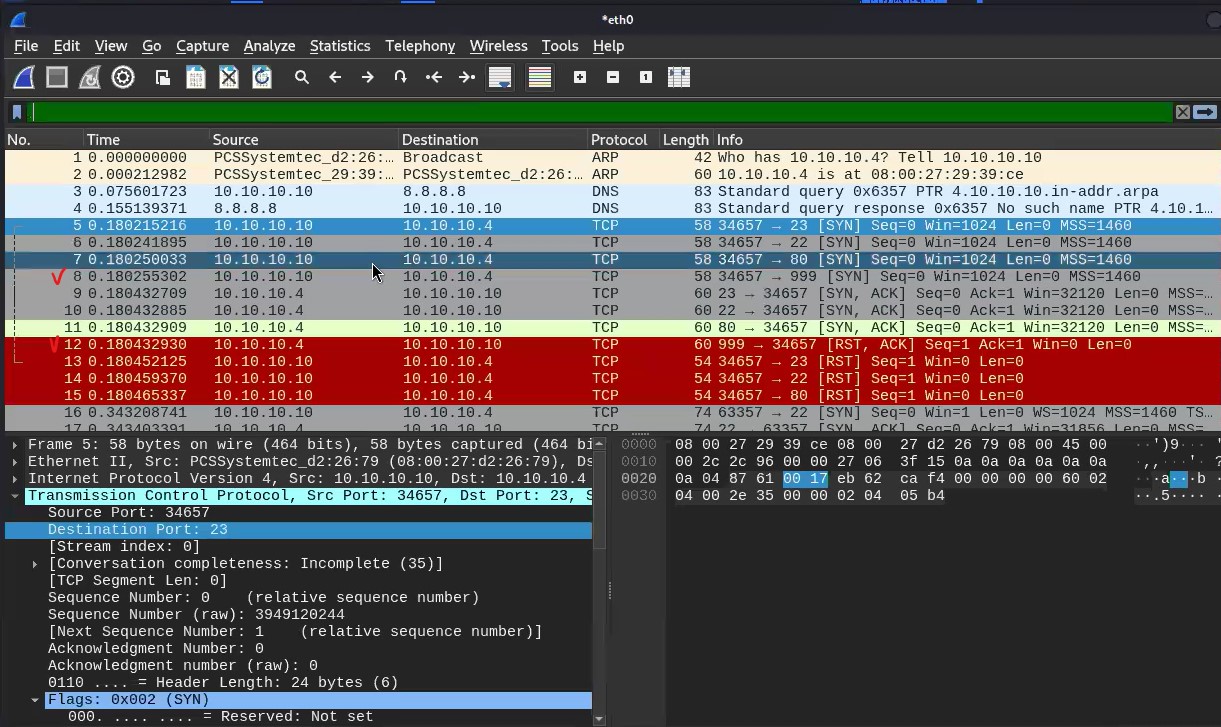 *eth0
File Edit View Go Capture Analyze Statistics Telephony Wireless Tools Help
No. Time Source Destination Protocol Length Info
1 0.000000000 PCSSystemtec_d2:26:… Broadcast ARP 42 Who has 10.10.10.4? Tell 10.10.10.10
2 0.000212982 PCSSystemtec_29:39:… PCSSystemtec_d2:26:… ARP 60 10.10.10.4 is at 08:00:27:29:39:ce
3 0.075601723 10.10.10.10 8.8.8.8 DNS 83 Standard query 0x6357 PTR 4.10.10.10.in-addr.arpa
4 0.155139371 8.8.8.8 10.10.10.10 DNS 83 Standard query response 0x6357 No such name PTR 4.10.1…
5 0.180215216 10.10.10.10 10.10.10.4 TCP 58 34657 → 23 [SYN] Seq=0 Win=1024 Len=0 MSS=1460
6 0.180241895 10.10.10.10 10.10.10.4 TCP 58 34657 → 22 [SYN] Seq=0 Win=1024 Len=0 MSS=1460
7 0.180250033 10.10.10.10 10.10.10.4 TCP 58 34657 → 80 [SYN] Seq=0 Win=1024 Len=0 MSS=1460
8 0.180255302 10.10.10.10 10.10.10.4 TCP 58 34657 → 999 [SYN] Seq=0 Win=1024 Len=0 MSS=1460
9 0.180432709 10.10.10.4 10.10.10.10 TCP 60 23 → 34657 [SYN, ACK] Seq=0 Ack=1 Win=32120 Len=0 MSS=…
10 0.180432885 10.10.10.4 10.10.10.10 TCP 60 22 → 34657 [SYN, ACK] Seq=0 Ack=1 Win=32120 Len=0 MSS=…
11 0.180432909 10.10.10.4 10.10.10.10 TCP 60 80 → 34657 [SYN, ACK] Seq=0 Ack=1 Win=32120 Len=0 MSS=…
12 0.180432930 10.10.10.4 10.10.10.10 TCP 60 999 → 34657 [RST, ACK] Seq=1 Ack=1 Win=0 Len=0
13 0.180452125 10.10.10.10 10.10.10.4 TCP 54 34657 → 23 [RST] Seq=1 Win=0 Len=0
14 0.180459370 10.10.10.10 10.10.10.4 TCP 54 34657 → 22 [RST] Seq=1 Win=0 Len=0
15 0.180465337 10.10.10.10 10.10.10.4 TCP 54 34657 → 80 [RST] Seq=1 Win=0 Len=0
16 0.343208741 10.10.10.10 10.10.10.4 TCP 74 63357 → 22 [SYN] Seq=0 Win=1 Len=0 WS=1024 MSS=1460 TS…
17 0.343403391 10.10.10.4 10.10.10.10 TCP 74 22 → 63357 [SYN, ACK] Seq=0 Ack=1 Win=31856 Len=0 MSS=…
Frame 5: 58 bytes on wire (464 bits), 58 bytes captured (464 bi
Ethernet II, Src: PCSSystemtec_d2:26:79 (08:00:27:d2:26:79), Ds
Internet Protocol Version 4, Src: 10.10.10.10, Dst: 10.10.10.4
Transmission Control Protocol, Src Port: 34657, Dst Port: 23, S
Source Port: 34657
Destination Port: 23
[Stream index: 0]
[Conversation completeness: Incomplete (35)]
[TCP Segment Len: 0]
Sequence Number: 0 (relative sequence number)
Sequence Number (raw): 3949120244
[Next Sequence Number: 1 (relative sequence number)]
Acknowledgment Number: 0
Acknowledgment number (raw): 0
0110 .... = Header Length: 24 bytes (6)
Flags: 0x002 (SYN)
000. .... .... = Reserved: Not set
0000 08 00 27 29 39 ce 08 00 27 d2 26 79 08 00 45 00 ··')9··· '
0010 00 2c 2c 96 00 00 27 06 3f 15 0a 0a 0a 0a 0a 0a ·,,···'· ?
0020 0a 04 87 61 00 17 eb 62 ca f4 00 00 00 00 60 02 ···a···b ·
0030 04 00 2e 35 00 00 02 04 05 b4 ··.5···· ··